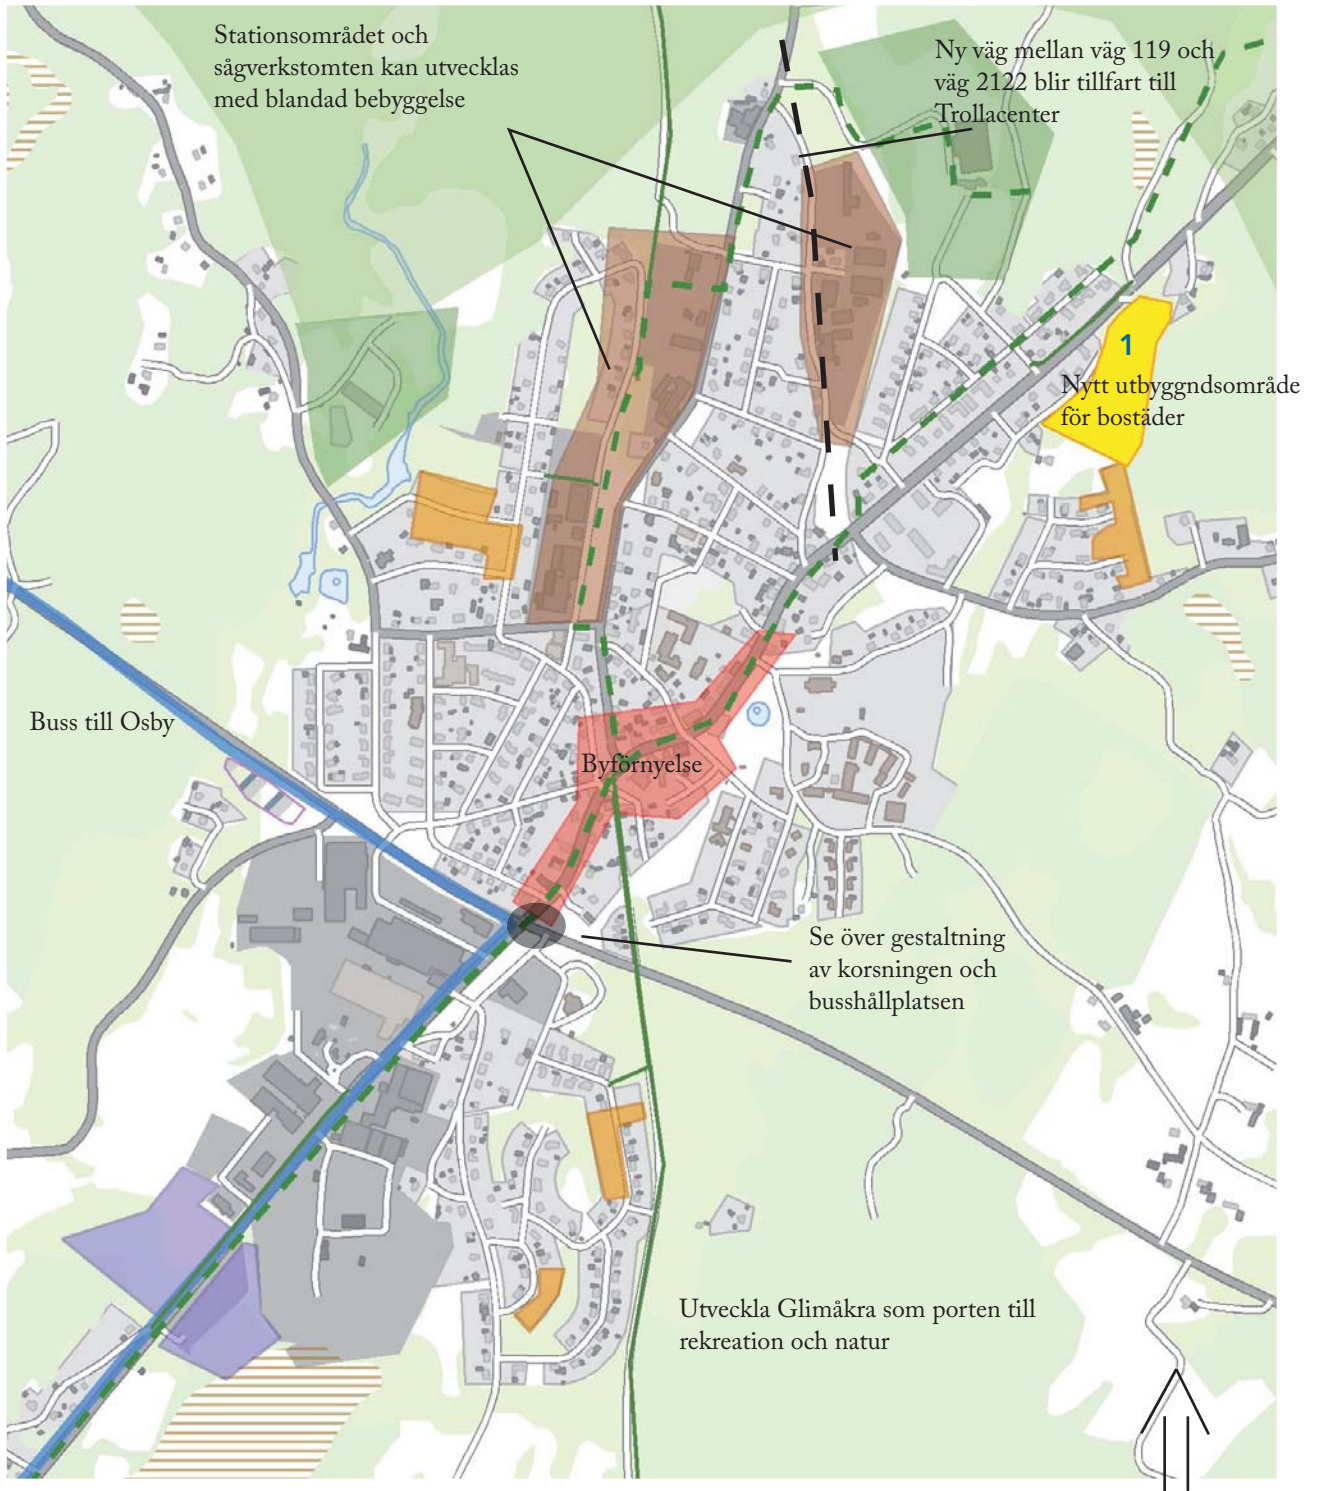 Stationsområdet och
sågverkstomten kan utvecklas
med blandad bebyggelse
Ny väg mellan väg 119 och
väg 2122 blir tillfart till
Trollacenter
1
Nytt utbyggndsområde
för bostäder
Buss till Osby
Byförnyelse
Se över gestaltning
av korsningen och
busshållplatsen
Utveckla Glimåkra som porten till
rekreation och natur